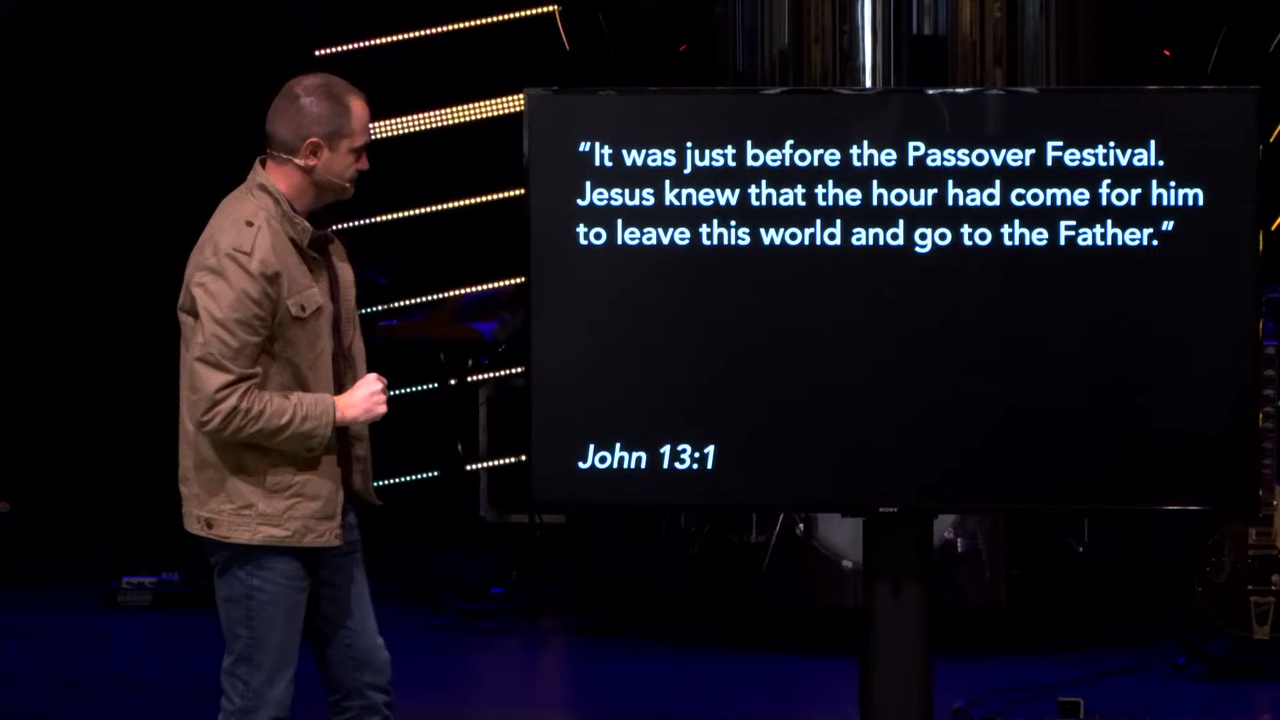 “It was just before the Passover Festival.
Jesus knew that the hour had come for him
to leave this world and go to the Father.”
John 13:1
SONY